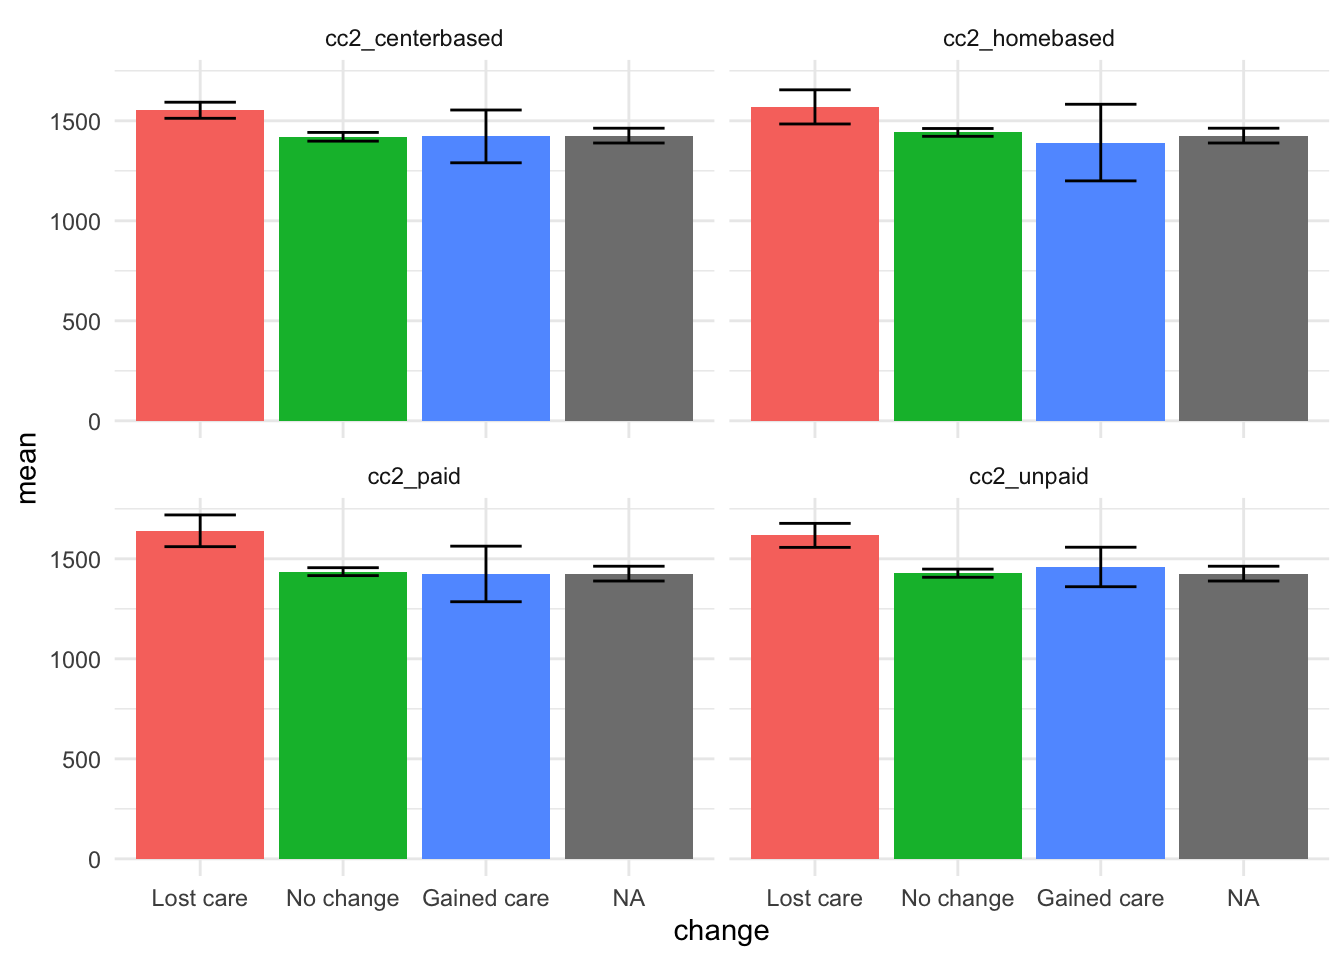 cc2_centerbased
cc2_homebased
1500
1000
500
0
cc2_paid
cc2_unpaid
1500
1000
500
0
mean
Lost care No change Gained care NA
Lost care No change Gained care NA
change